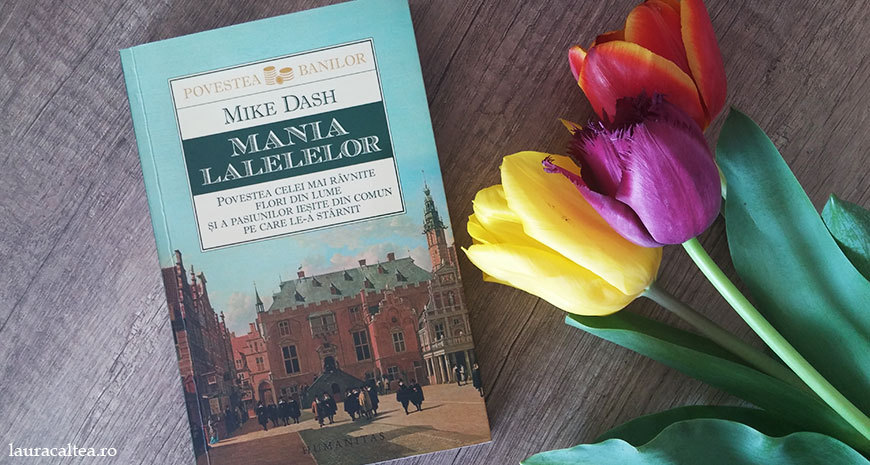 POVESTEA BANILOR
MIKE DASH
MANIA
LALELELOR
POVESTEA CELEI MAI RÂVNITE
FLORI DIN LUME
ȘI A PASIUNILOR IEȘITE DIN COMUN
PE CARE LE-A STÂRNIT
HUMANITAS
lauracaltea.ro